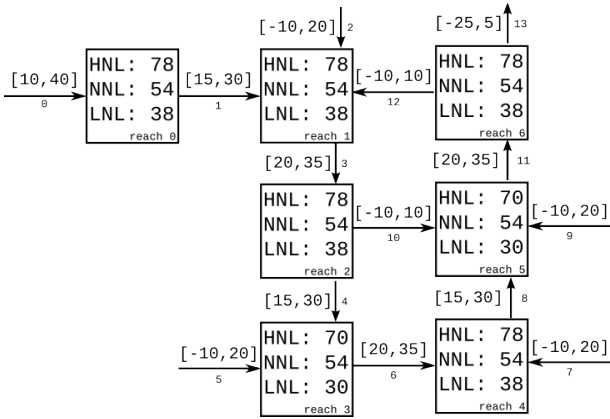 [-10,20] 2
[-25,5] 13
[10,40] 0
HNL: 78
NNL: 54
LNL: 38
reach 0
[15,30] 1
HNL: 78
NNL: 54
LNL: 38
reach 1
[-10,10] 12
HNL: 78
NNL: 54
LNL: 38
reach 6
[20,35] 3
[20,35] 11
HNL: 78
NNL: 54
LNL: 38
reach 2
[-10,10] 10
HNL: 70
NNL: 54
LNL: 30
reach 5
[-10,20] 9
[15,30] 4
[15,30] 8
[-10,20] 5
HNL: 70
NNL: 54
LNL: 30
reach 3
[20,35] 6
HNL: 78
NNL: 54
LNL: 38
reach 4
[-10,20] 7